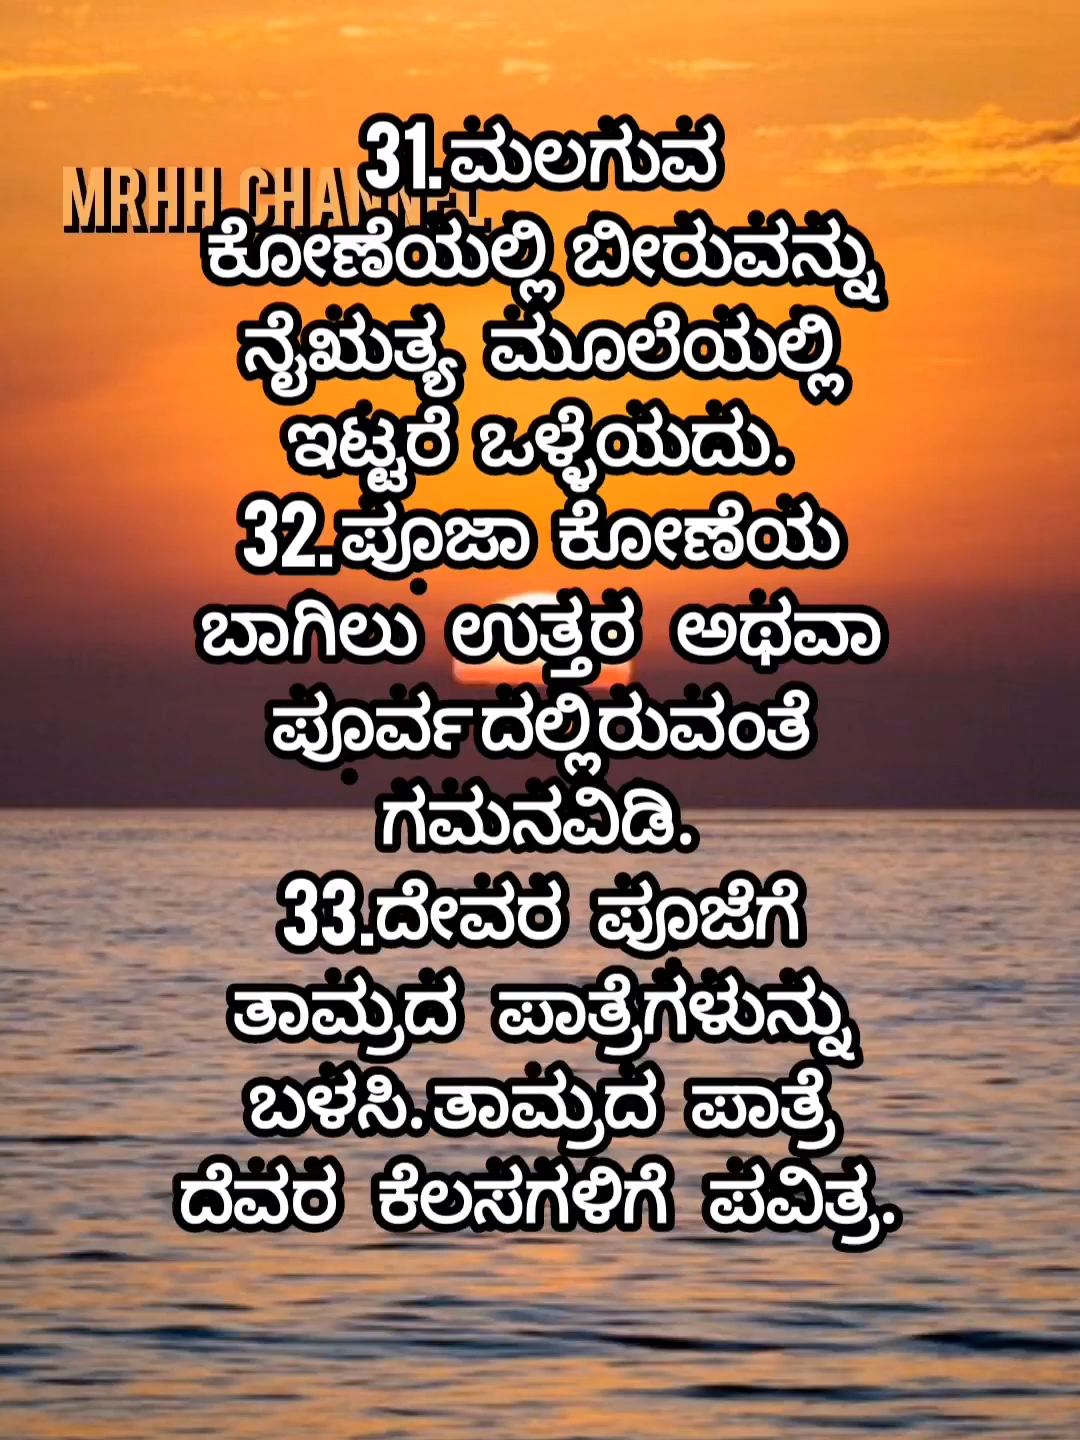 MRHH CHANNEL
31.ಮಲಗುವ
ಕೋಣೆಯಲ್ಲಿ ಬೀರುವನ್ನು
ನೈಋತ್ಯ ಮೂಲೆಯಲ್ಲಿ
ಇಟ್ಟರೆ ಒಳ್ಳೆಯದು.
32.ಪೂಜಾ ಕೋಣೆಯ
ಬಾಗಿಲು ಉತ್ತರ ಅಥವಾ
ಪೂರ್ವದಲ್ಲಿರುವಂತೆ
ಗಮನವಿಡಿ.
33.ದೇವರ ಪೂಜೆಗೆ
ತಾಮ್ರದ ಪಾತ್ರೆಗಳುನ್ನು
ಬಳಸಿ.ತಾಮ್ರದ ಪಾತ್ರೆ
ದೆವರ ಕೆಲಸಗಳಿಗೆ ಪವಿತ್ರ.